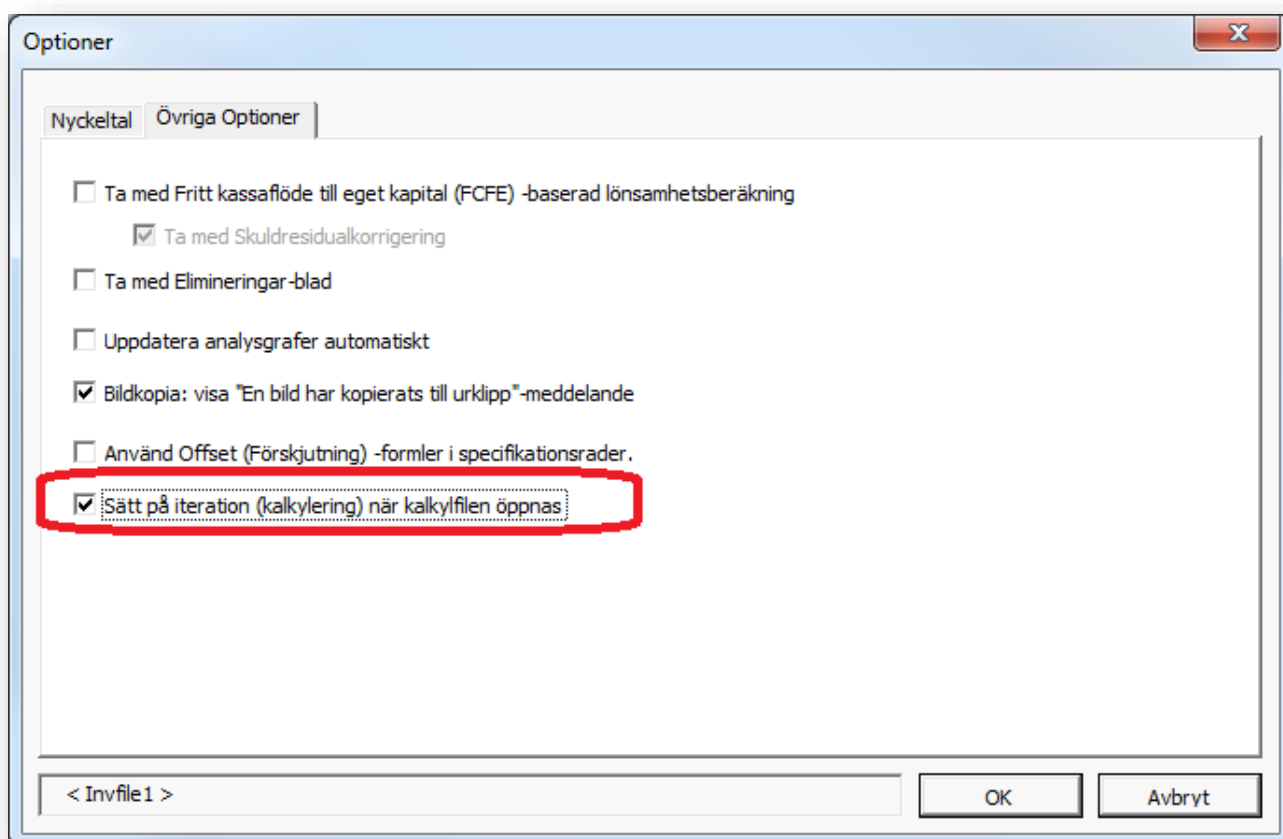 Optioner
Nyckeltal
Övriga Optioner
Ta med Fritt kassaflöde till eget kapital (FCFE) -baserad lönsamhetsberäkning
Ta med Skuldresidualkorrigering
Ta med Elimineringar-blad
Uppdatera analysgrafer automatiskt
Bildkopia: visa "En bild har kopierats till urklipp"-meddelande
Använd Offset (Förskjutning) -formler i specifikationsrader.
Sätt på iteration (kalkylering) när kalkylfilen öppnas
< Invfile1 >
OK
Avbryt